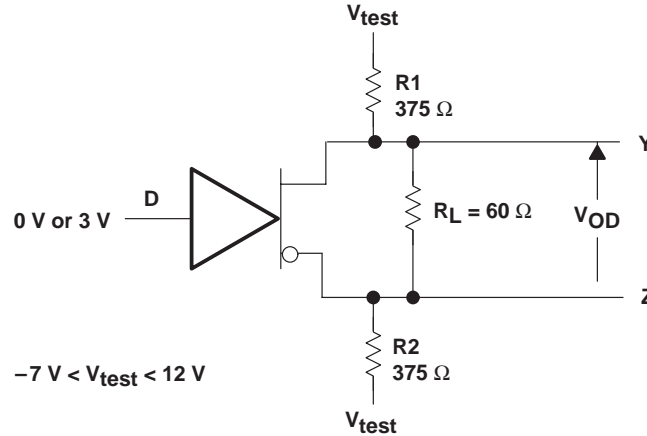 Vtest
R1
375 Ω
Y
D
0 V or 3 V
RL = 60 Ω
VOD
Z
R2
−7 V < Vtest < 12 V
375 Ω
Vtest